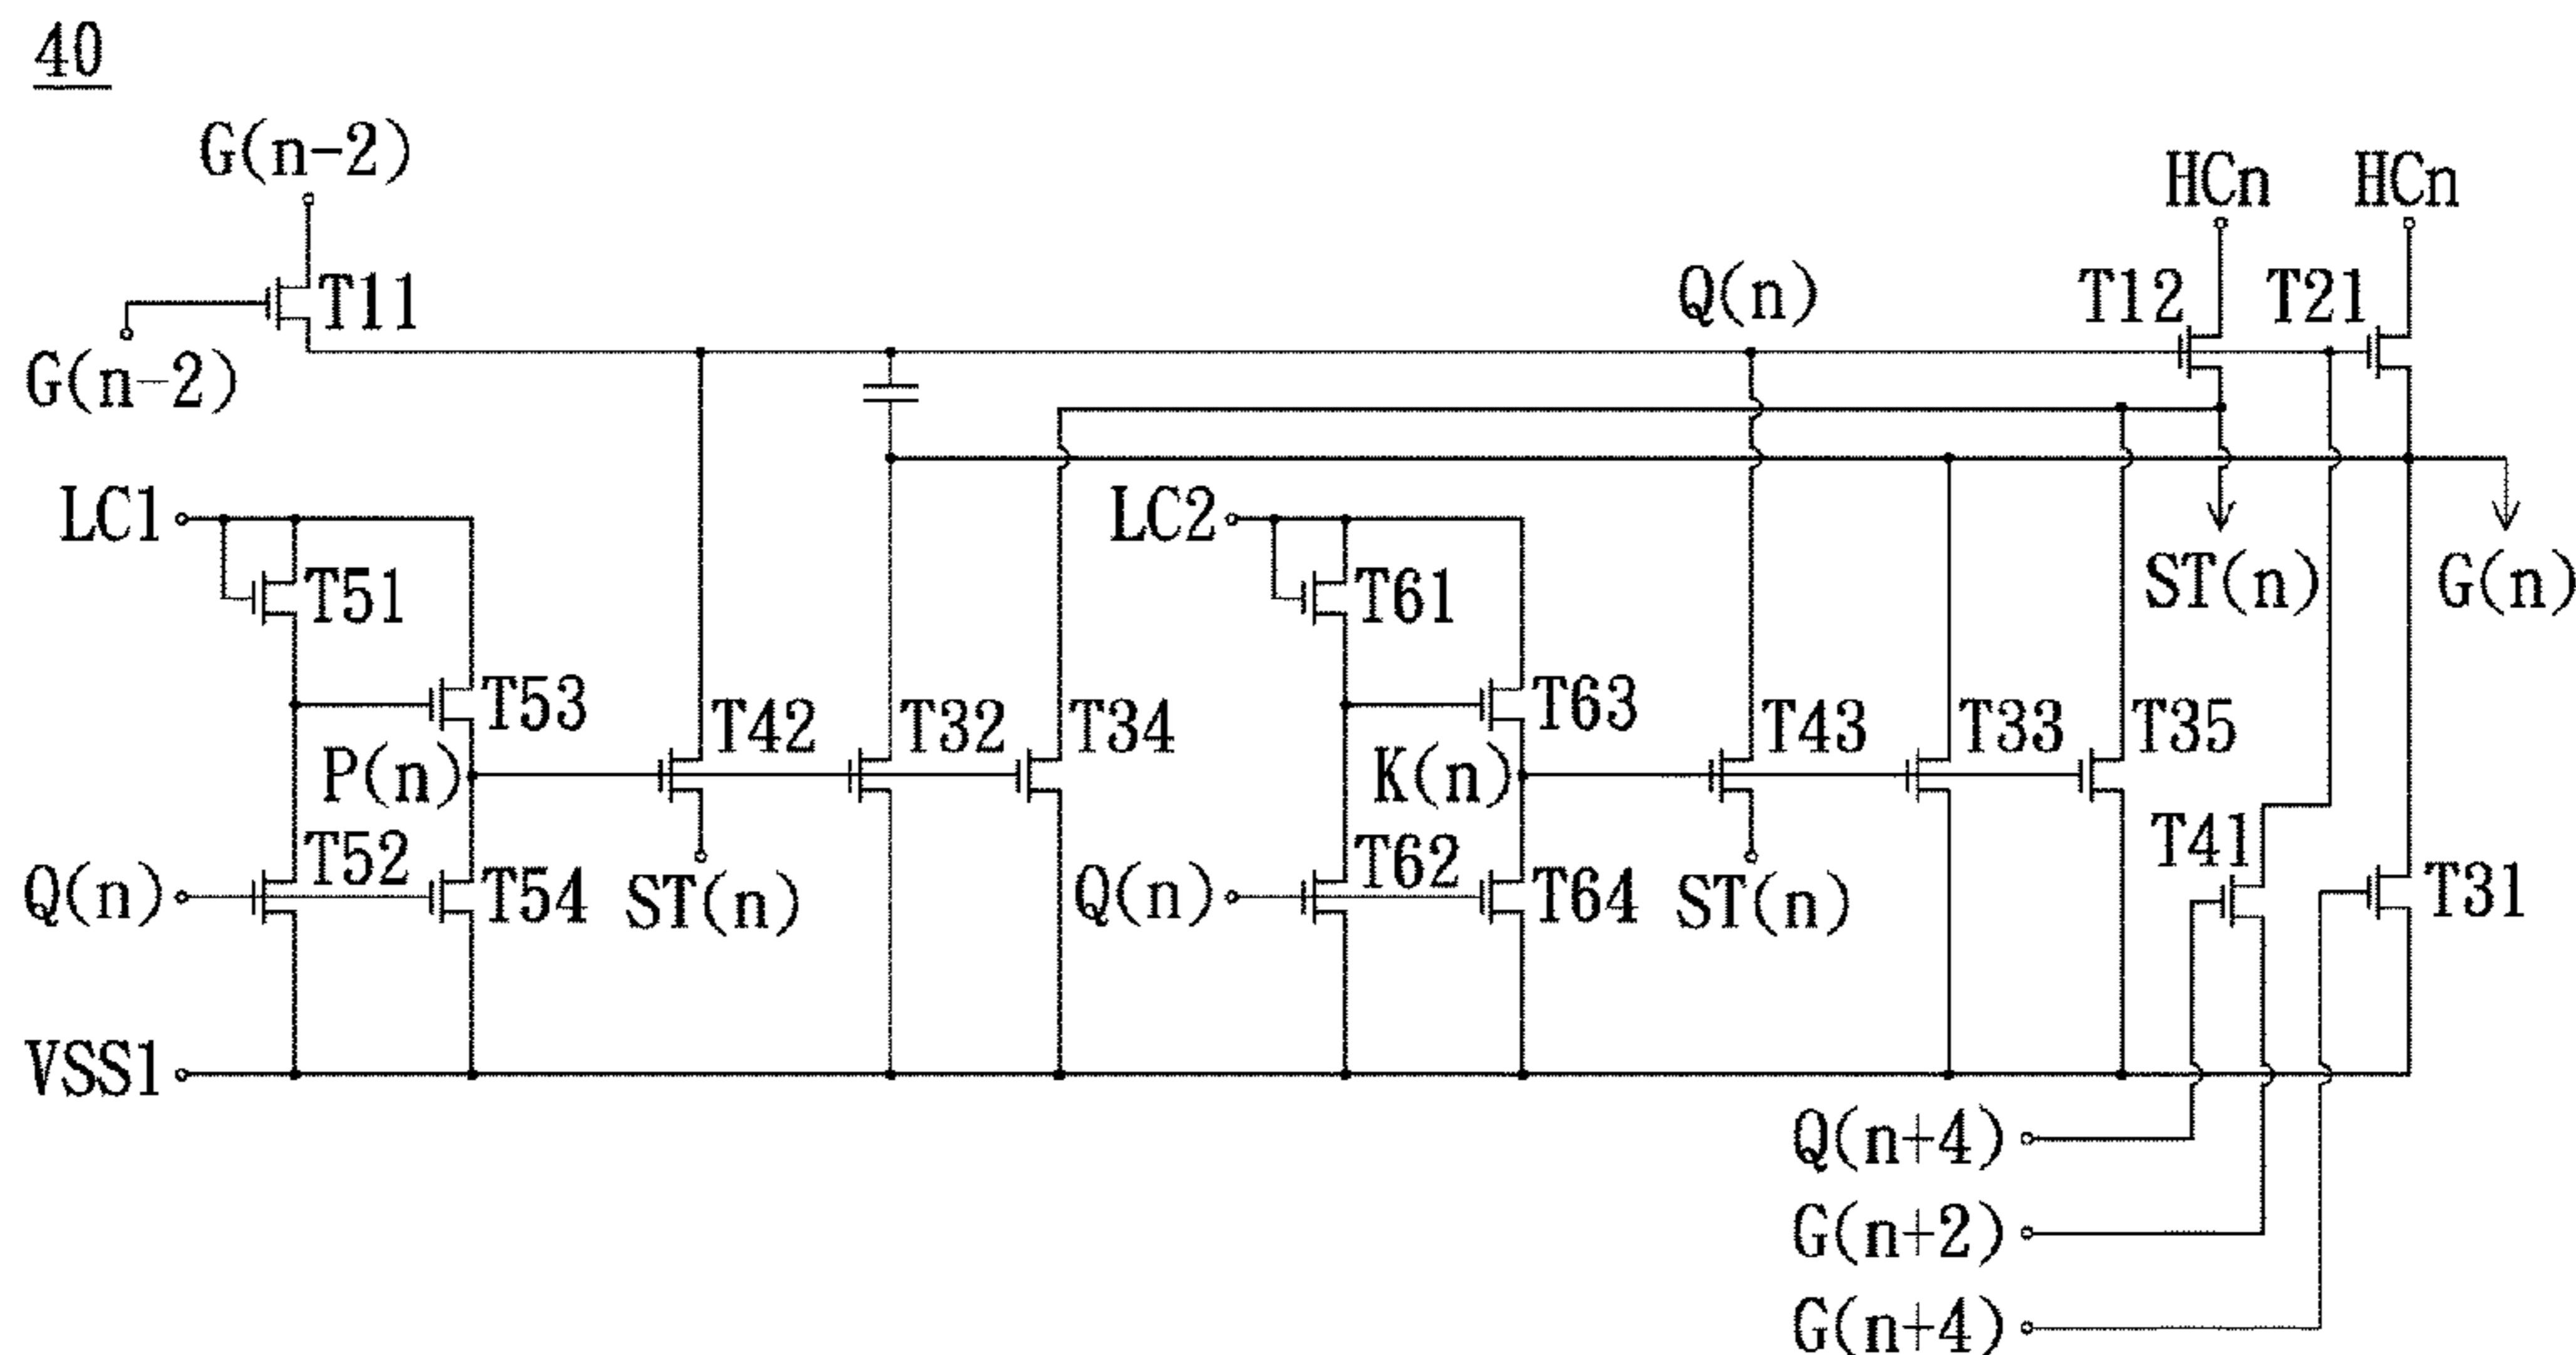 40
G(n-2)
HCn
HCn
T11
Q(n)
T12
T21
G(n-2)
LC1
LC2
T51
T61
ST(n)
G(n)
T53
T63
P(n)
T42
T32
T34
K(n)
T43
T33
T35
Q(n)
T52
T54
ST(n)
Q(n)
T62
T64
ST(n)
T41
T31
VSS1
Q(n+4)
G(n+2)
G(n+4)